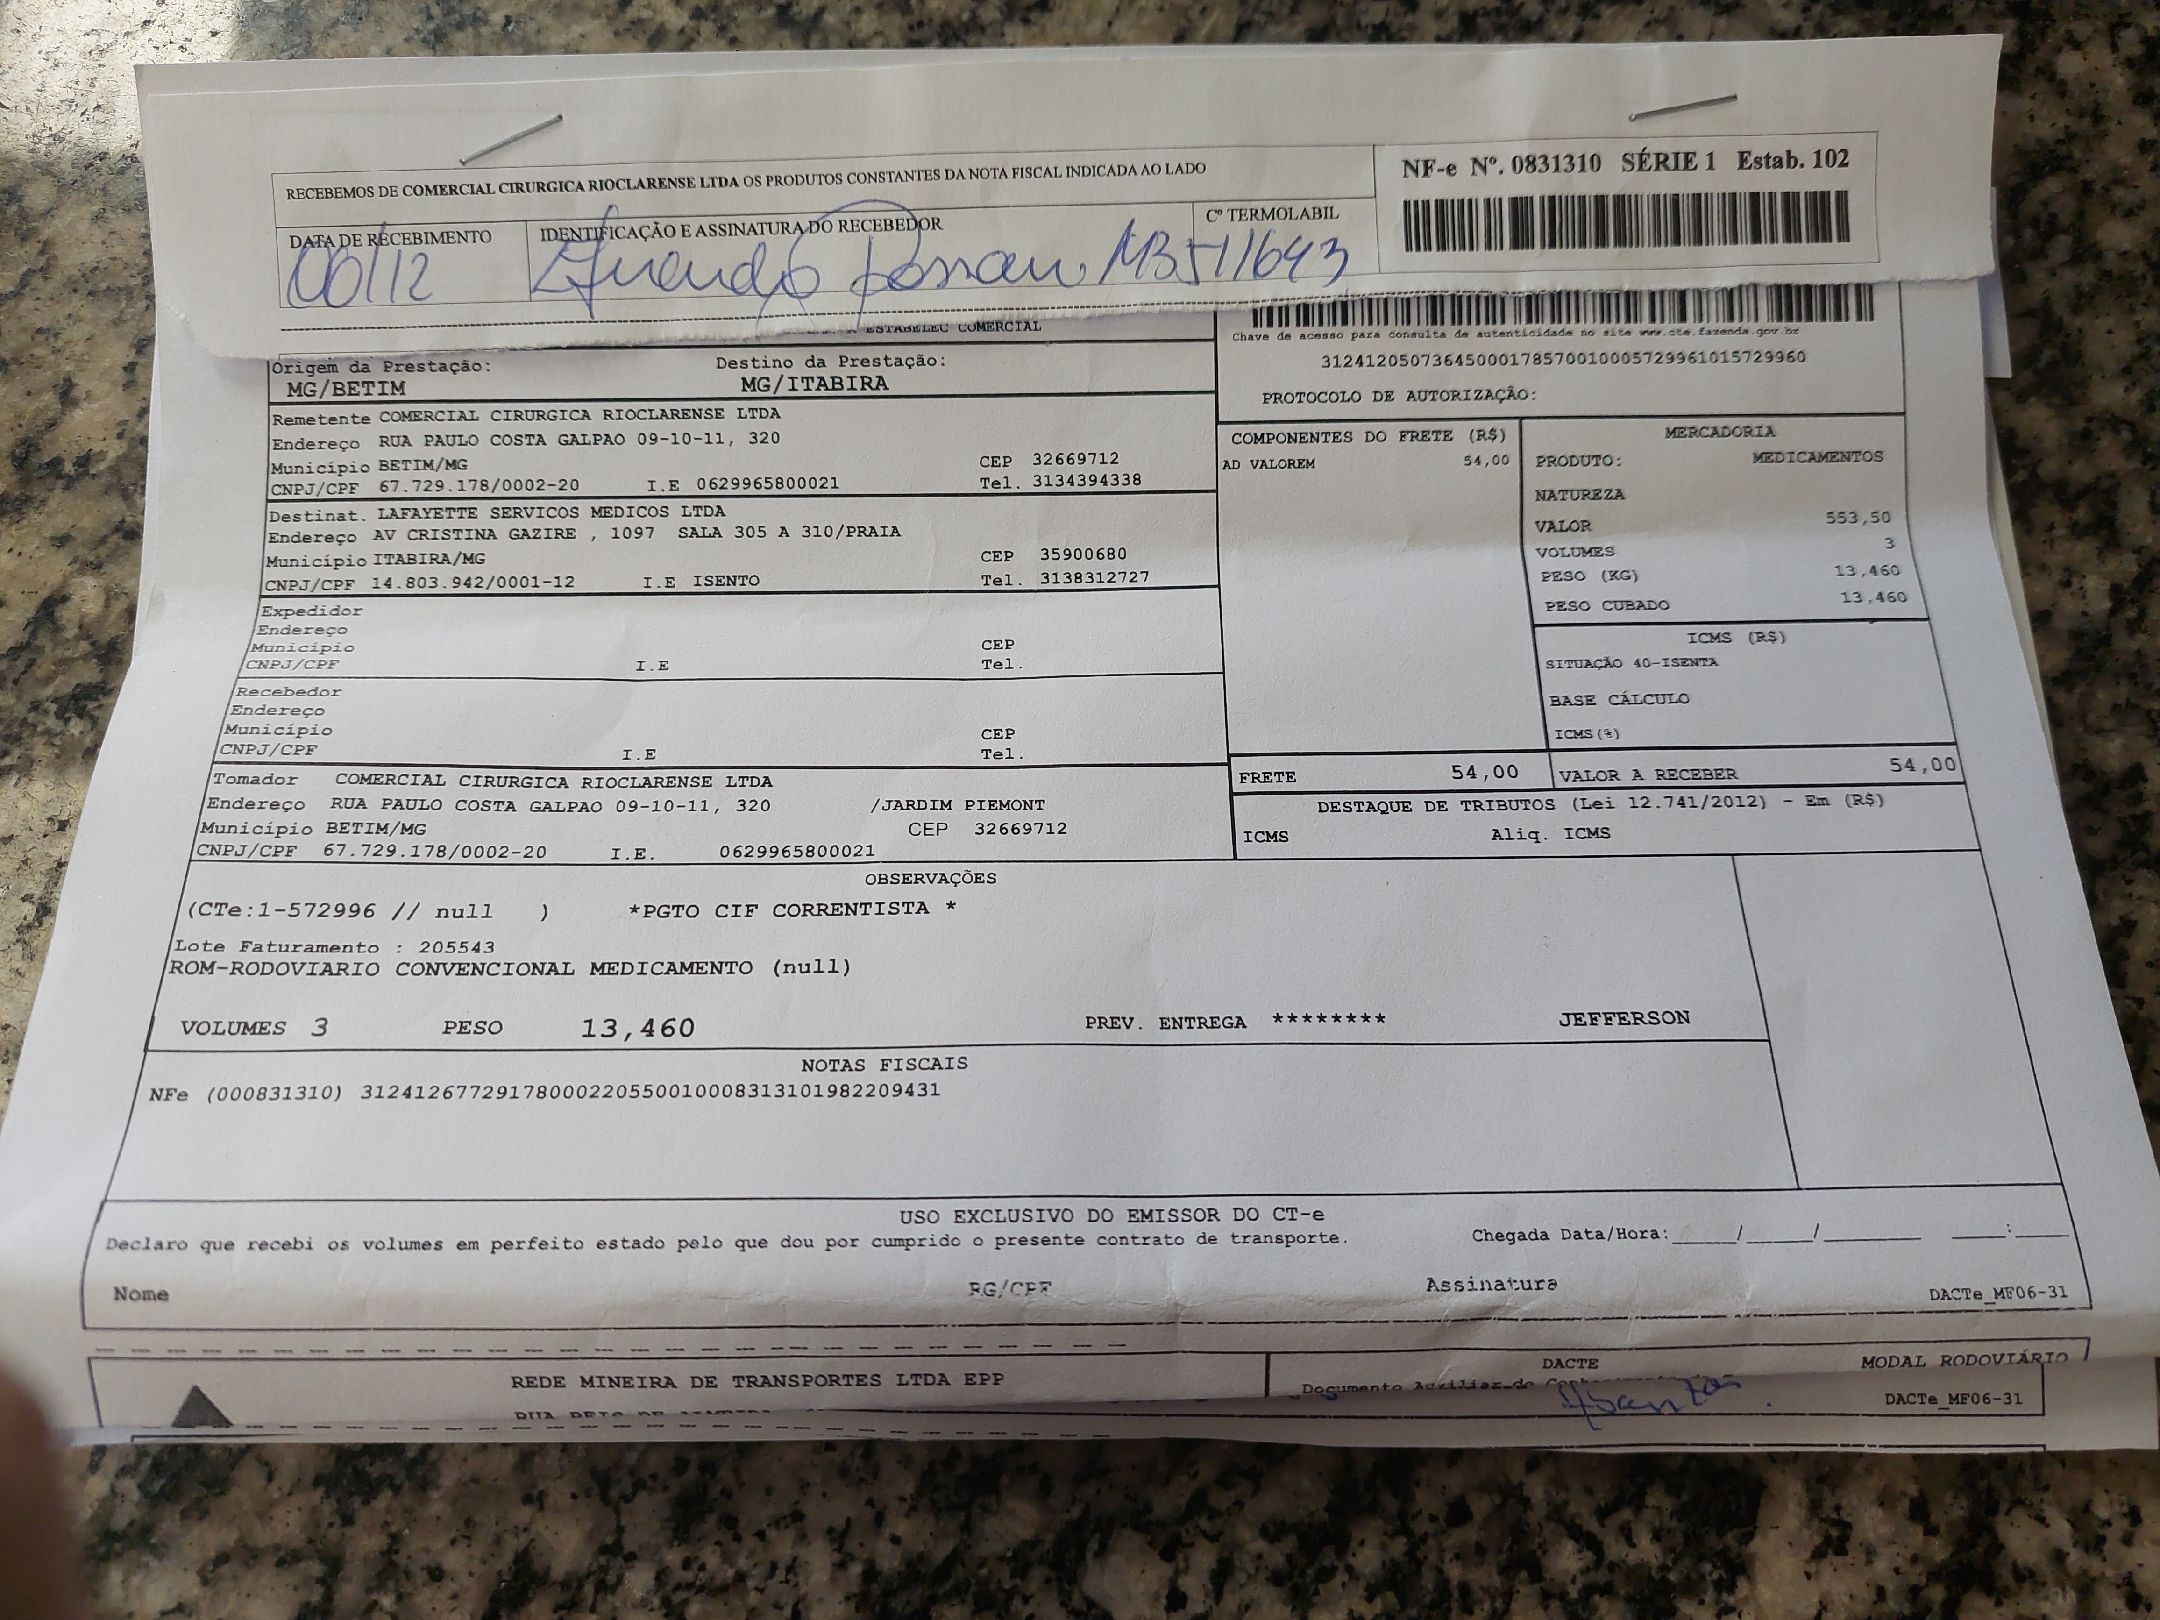 RECEBEMOS DE COMERCIAL CIRURGICA RIOCLARENSE LTDA OS PRODUTOS CONSTANTES DA NOTA FISCAL INDICADA AO LADO
NF-e Nº. 0831310 SÉRIE 1 Estab. 102
DATA DE RECEBIMENTO IDENTIFICAÇÃO E ASSINATURA DO RECEBEDOR Cº TERMOLABIL
/12
A ESTABELEC COMERCIAL
Chave de acesso para consulta de autenticidade no site www.cte.fazenda.gov.br
31241205073645000178570010005729961015729960
PROTOCOLO DE AUTORIZAÇÃO:
Origem da Prestação: Destino da Prestação:
MG/BETIM MG/ITABIRA
Remetente COMERCIAL CIRURGICA RIOCLARENSE LTDA
Endereço RUA PAULO COSTA GALPAO 09-10-11, 320
Município BETIM/MG CEP 32669712
CNPJ/CPF 67.729.178/0002-20 I.E 0629965800021 Tel. 3134394338
Destinat. LAFAYETTE SERVICOS MEDICOS LTDA
Endereço AV CRISTINA GAZIRE , 1097 SALA 305 A 310/PRAIA
Município ITABIRA/MG CEP 35900680
CNPJ/CPF 14.803.942/0001-12 I.E ISENTO Tel. 3138312727
Expedidor
Endereço
Município CEP
CNPJ/CPF I.E Tel.
Recebedor
Endereço
Município CEP
CNPJ/CPF I.E Tel.
Tomador COMERCIAL CIRURGICA RIOCLARENSE LTDA
Endereço RUA PAULO COSTA GALPAO 09-10-11, 320 /JARDIM PIEMONT
Município BETIM/MG CEP 32669712
CNPJ/CPF 67.729.178/0002-20 I.E. 0629965800021
COMPONENTES DO FRETE (R$)
AD VALOREM 54,00
MERCADORIA
PRODUTO: MEDICAMENTOS
NATUREZA
VALOR 553,50
VOLUMES 3
PESO (KG) 13,460
PESO CUBADO 13,460
ICMS (R$)
SITUAÇÃO 40-ISENTA
BASE CÁLCULO
ICMS(%)
FRETE 54,00 VALOR A RECEBER 54,00
DESTAQUE DE TRIBUTOS (Lei 12.741/2012) - Em (R$)
ICMS Aliq. ICMS
OBSERVAÇÕES
(CTe:1-572996 // null ) *PGTO CIF CORRENTISTA *
Lote Faturamento : 205543
ROM-RODOVIARIO CONVENCIONAL MEDICAMENTO (null)
VOLUMES 3 PESO 13,460 PREV. ENTREGA ******** JEFFERSON
NOTAS FISCAIS
NFe (000831310) 31241267729178000220550010008313101982209431
USO EXCLUSIVO DO EMISSOR DO CT-e
Declaro que recebi os volumes em perfeito estado pelo que dou por cumprido o presente contrato de transporte. Chegada Data/Hora:_____/_____/________ ____:____
Nome RG/CPF Assinatura DACTe_MF06-31
REDE MINEIRA DE TRANSPORTES LTDA EPP DACTE MODAL RODOVIÁRIO
Documento Auxiliar do
DACTe_MF06-31